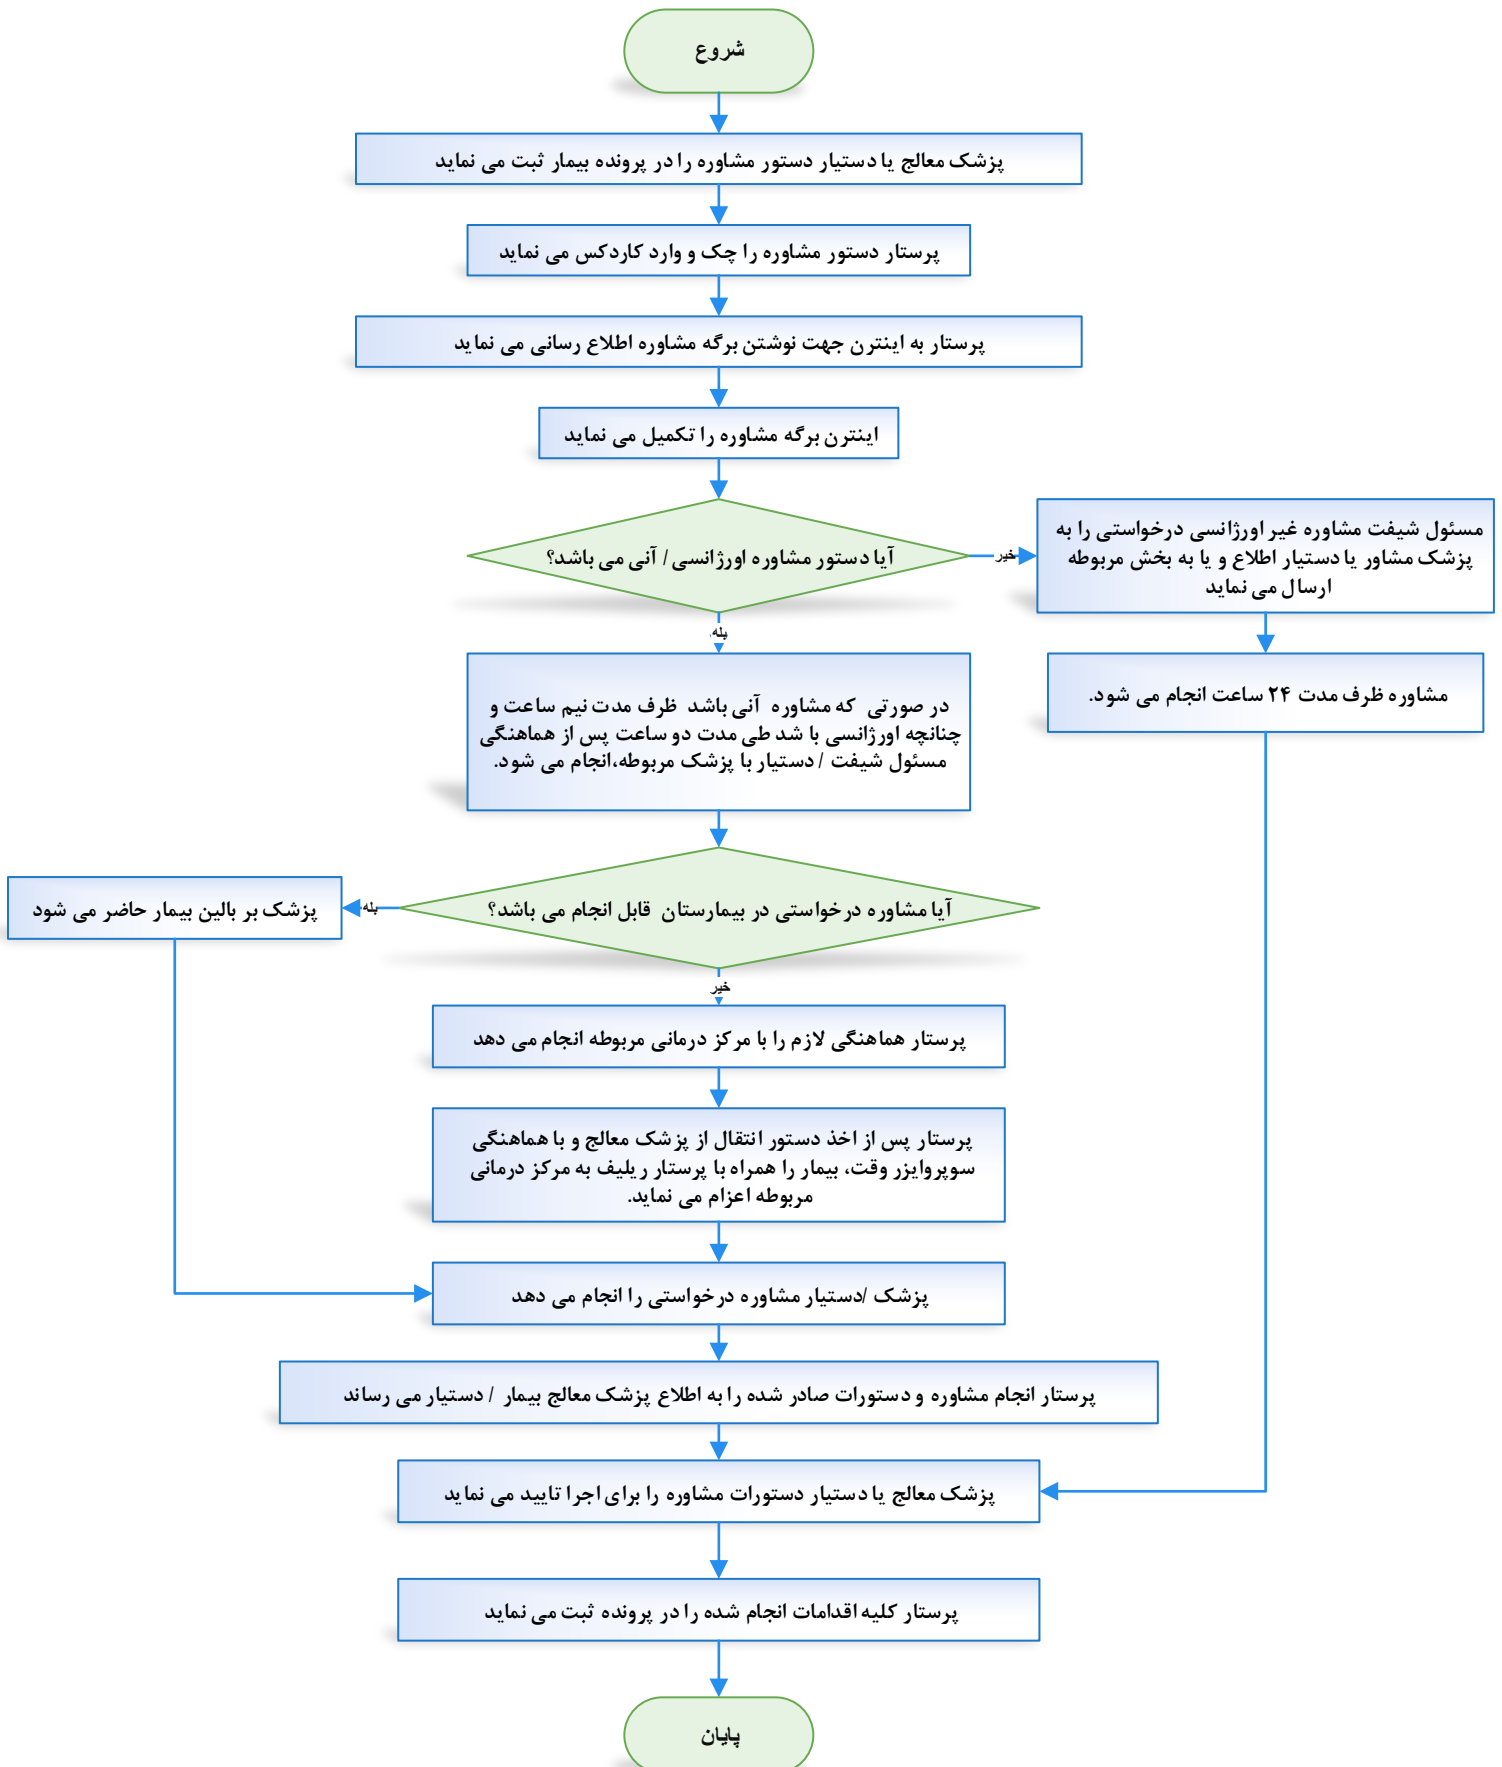 شروع
پزشک معالج یا دستیار دستور مشاوره را در پرونده بیمار ثبت می نماید
پرستار دستور مشاوره را چک و وارد کاردکس می نماید
پرستار به اینترن جهت نوشتن برگه مشاوره اطلاع رسانی می نماید
اینترن برگه مشاوره را تکمیل می نماید
آیا دستور مشاوره اورژانسی / آنی می باشد؟
خیر
مسئول شیفت مشاوره غیر اورژانسی درخواستی را به
پزشک مشاور یا دستیار اطلاع و یا به بخش مربوطه
ارسال می نماید
بله
مشاوره ظرف مدت ۲۴ ساعت انجام می شود.
در صورتی که مشاوره آنی باشد ظرف مدت نیم ساعت و
چنانچه اورژانسی با شد طی مدت دو ساعت پس از هماهنگی
مسئول شیفت / دستیار با پزشک مربوطه،انجام می شود.
آیا مشاوره درخواستی در بیمارستان قابل انجام می باشد؟
بله
پزشک بر بالین بیمار حاضر می شود
خیر
پرستار هماهنگی لازم را با مرکز درمانی مربوطه انجام می دهد
پرستار پس از اخذ دستور انتقال از پزشک معالج و با هماهنگی
سوپروایزر وقت، بیمار را همراه با پرستار ریلیف به مرکز درمانی
مربوطه اعزام می نماید.
پزشک /دستیار مشاوره درخواستی را انجام می دهد
پرستار انجام مشاوره و دستورات صادر شده را به اطلاع پزشک معالج بیمار / دستیار می رساند
پزشک معالج یا دستیار دستورات مشاوره را برای اجرا تایید می نماید
پرستار کلیه اقدامات انجام شده را در پرونده ثبت می نماید
پایان